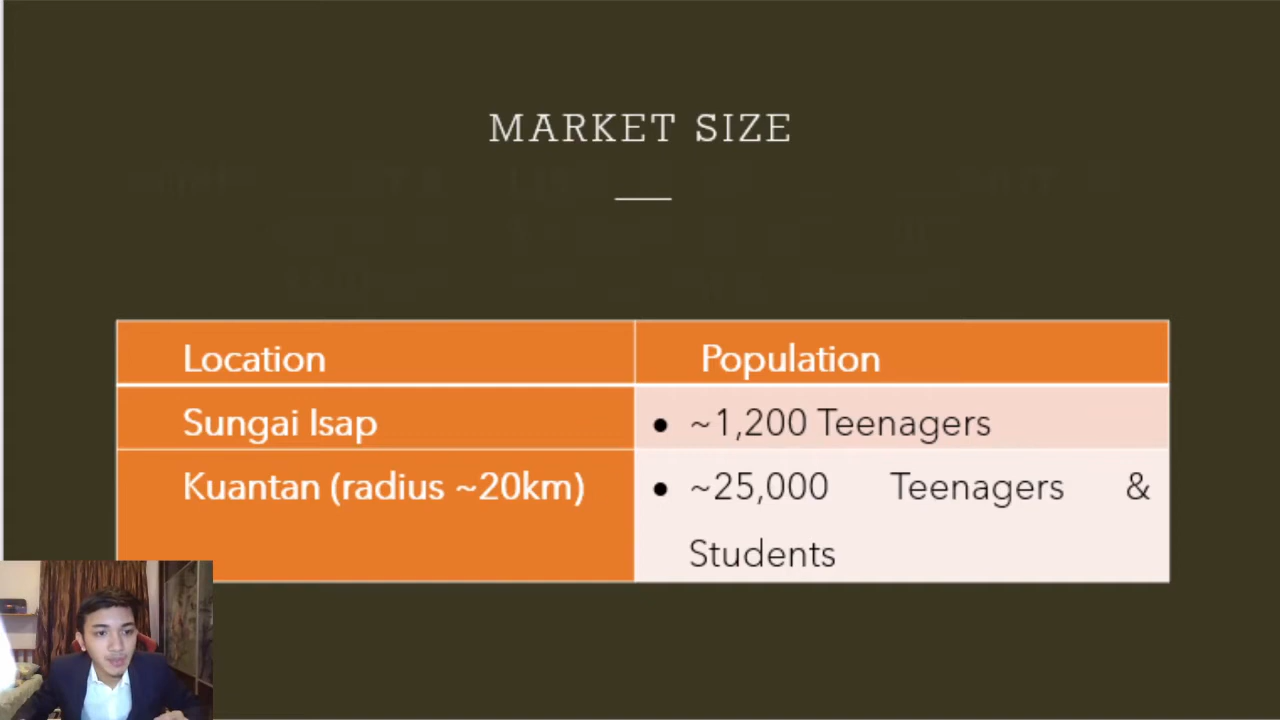 MARKET SIZE
Location
Population
Sungai Isap
• ~1,200 Teenagers
Kuantan (radius ~20km)
• ~25,000 Teenagers &
Students